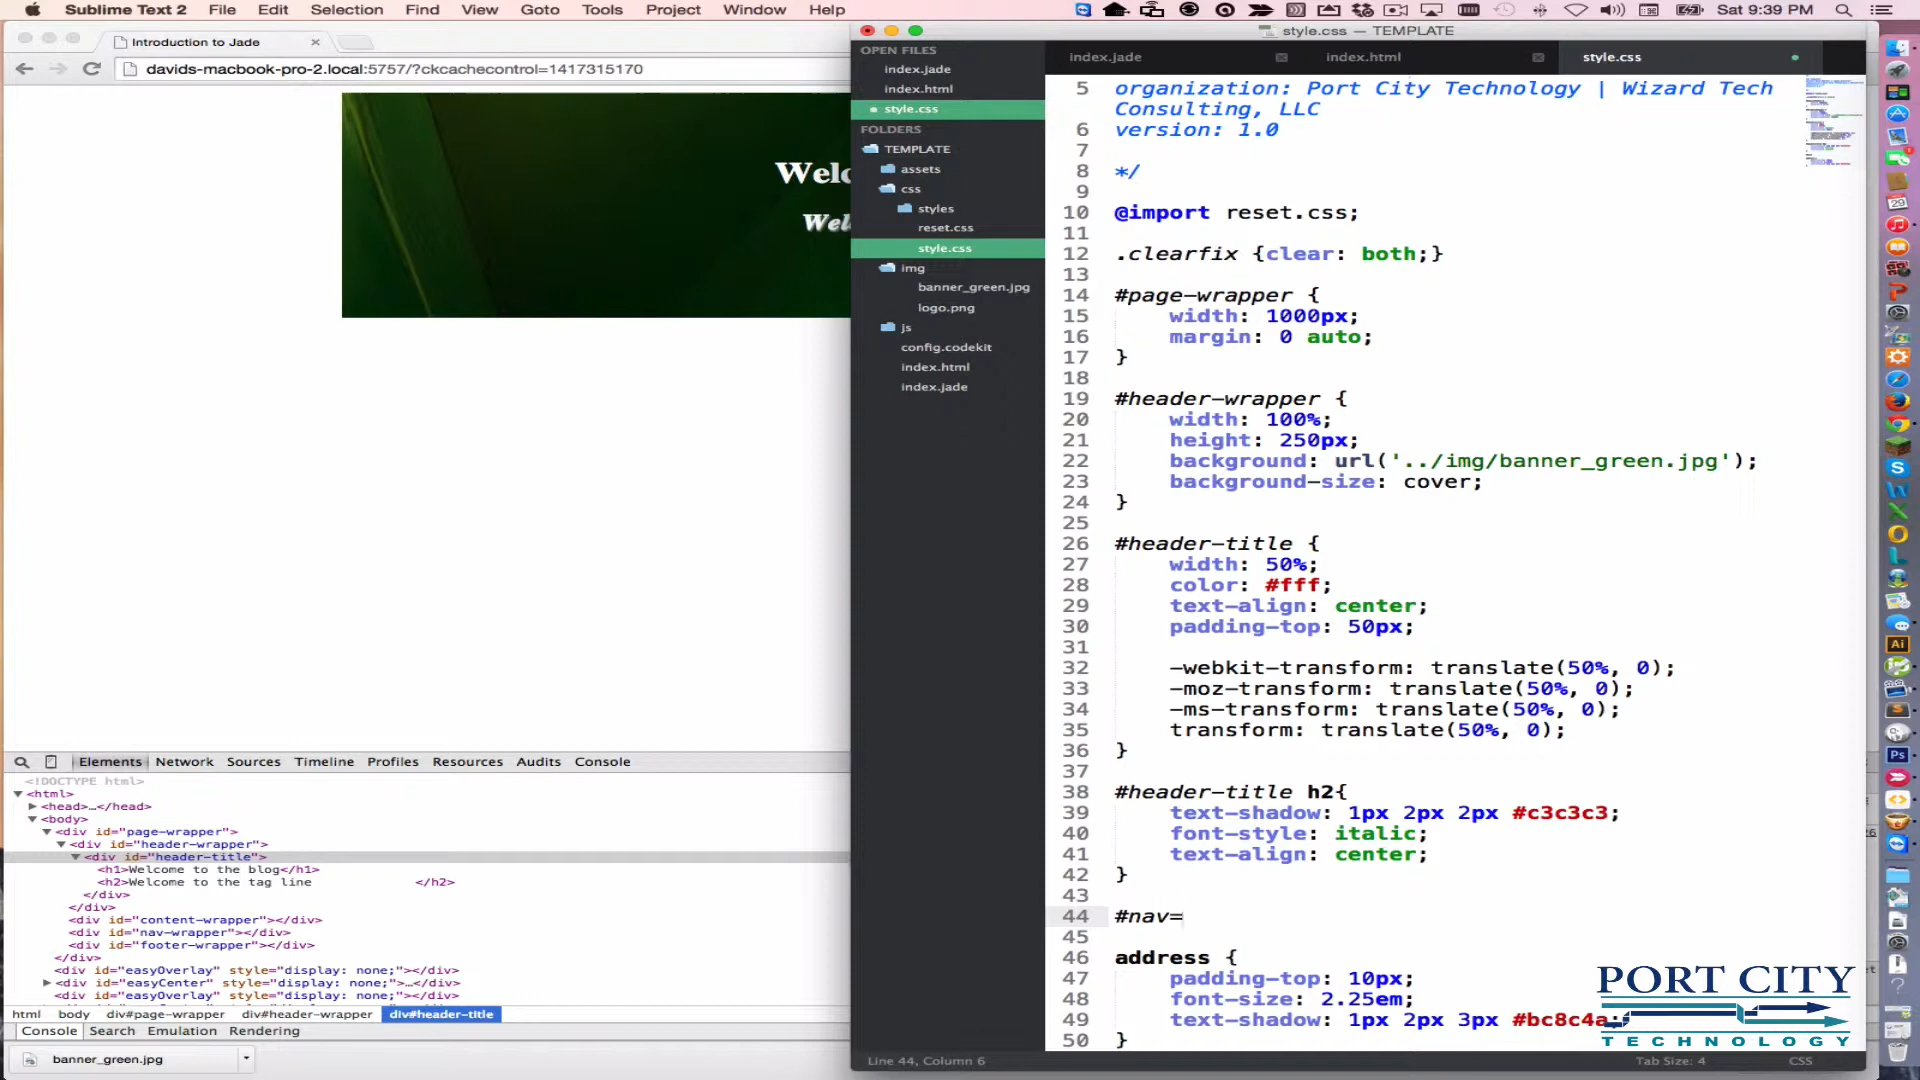 Sublime Text 2 File Edit Selection Find View Goto Tools Project Window Help Sat 9:39 PM
Introduction to Jade
davids-macbook-pro-2.local:5757/?ckcachecontrol=1417315170
Welc
Wel
style.css — TEMPLATE
OPEN FILES
index.jade
index.html
style.css
FOLDERS
TEMPLATE
assets
css
styles
reset.css
style.css
img
banner_green.jpg
logo.png
js
config.codekit
index.html
index.jade
index.jade index.html style.css
5 organization: Port City Technology | Wizard Tech
Consulting, LLC
6 version: 1.0
7
8 */
9
10 @import reset.css;
11
12 .clearfix {clear: both;}
13
14 #page-wrapper {
15 width: 1000px;
16 margin: 0 auto;
17 }
18
19 #header-wrapper {
20 width: 100%;
21 height: 250px;
22 background: url('../img/banner_green.jpg');
23 background-size: cover;
24 }
25
26 #header-title {
27 width: 50%;
28 color: #fff;
29 text-align: center;
30 padding-top: 50px;
31
32 -webkit-transform: translate(50%, 0);
33 -moz-transform: translate(50%, 0);
34 -ms-transform: translate(50%, 0);
35 transform: translate(50%, 0);
36 }
37
38 #header-title h2{
39 text-shadow: 1px 2px 2px #c3c3c3;
40 font-style: italic;
41 text-align: center;
42 }
43
44 #nav=
45
46 address {
47 padding-top: 10px;
48 font-size: 2.25em;
49 text-shadow: 1px 2px 3px #bc8c4a;
50 }
Line 44, Column 6 Tab Size: 4 CSS
Elements Network Sources Timeline Profiles Resources Audits Console
<!DOCTYPE html>
<html>
<head>…</head>
<body>
<div id="page-wrapper">
<div id="header-wrapper">
<div id="header-title">
<h1>Welcome to the blog</h1>
<h2>Welcome to the tag line </h2>
</div>
</div>
<div id="content-wrapper"></div>
<div id="nav-wrapper"></div>
<div id="footer-wrapper"></div>
</div>
<div id="easyOverlay" style="display: none;"></div>
<div id="easyCenter" style="display: none;">…</div>
<div id="easyOverlay" style="display: none;"></div>
html body div#page-wrapper div#header-wrapper div#header-title
Console Search Emulation Rendering
banner_green.jpg
PORT CITY
TECHNOLOGY